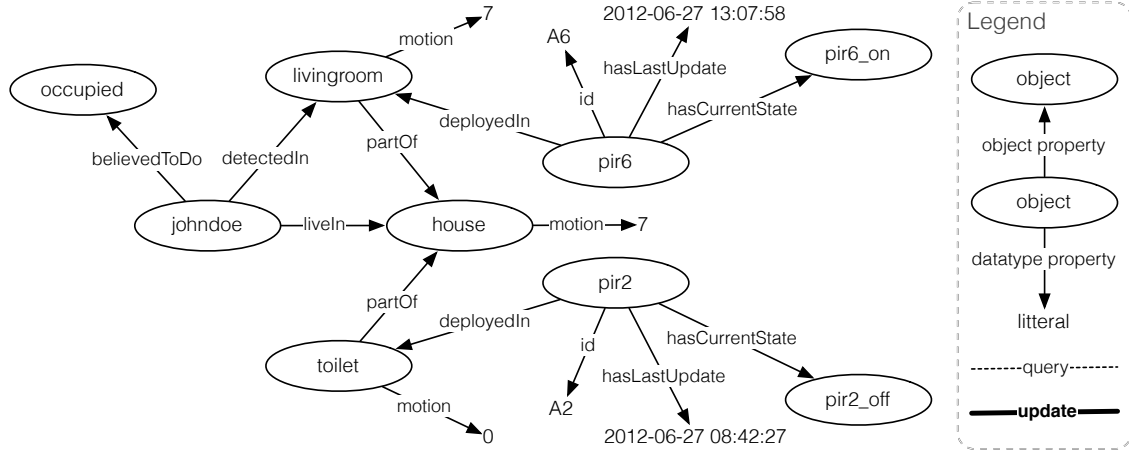 7
2012-06-27 13:07:58
Legend
motion
A6
livingroom
hasLastUpdate
pir6_on
object
occupied
id
hasCurrentState
deployedIn
partOf
object property
believedToDo
detectedIn
pir6
object
johndoe
liveIn
house
motion
7
datatype property
pir2
partOf
deployedIn
litteral
id
hasCurrentState
toilet
hasLastUpdate
query
motion
A2
pir2_off
update
0
2012-06-27 08:42:27